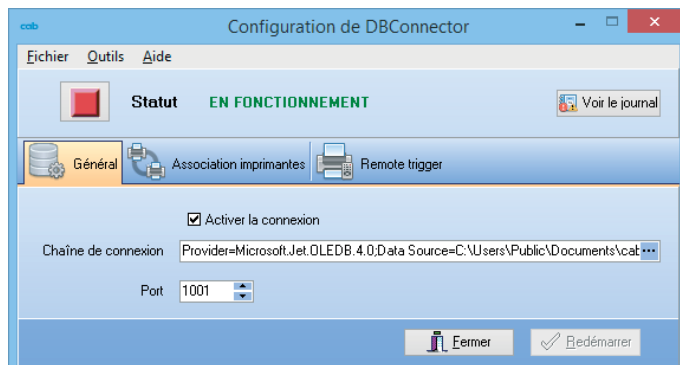 cab
Configuration de DBConnector
Fichier Outils Aide
Statut EN FONCTIONNEMENT
Voir le journal
Général Association imprimantes Remote trigger
Activer la connexion
Chaîne de connexion Provider=Microsoft.Jet.OLEDB.4.0;Data Source=C:\Users\Public\Documents\cab ...
Port 1001
Fermer Redémarrer